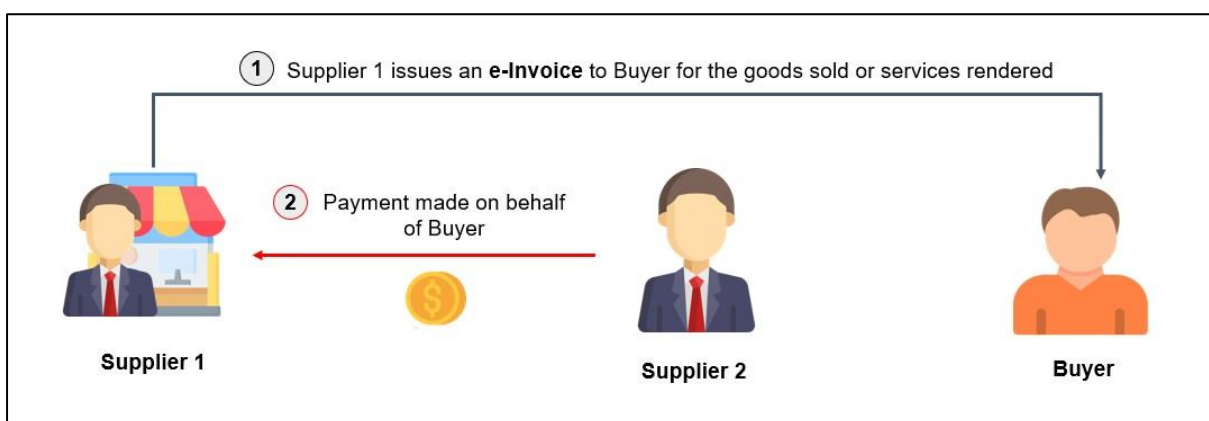 1 Supplier 1 issues an e-Invoice to Buyer for the goods sold or services rendered
2 Payment made on behalf
of Buyer
$
Supplier 1
Supplier 2
Buyer